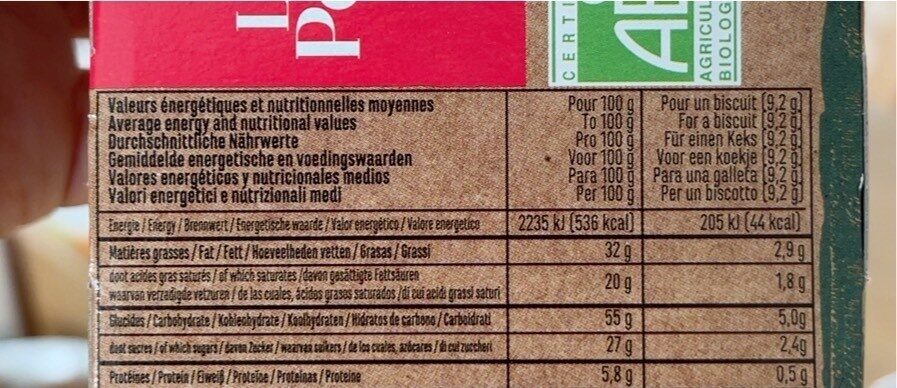 CERTI
AB
AGRICUL
BIOLOG
Valeurs énergétiques et nutritionnelles moyennes Pour 100 g Pour un biscuit (9,2 g)
Average energy and nutritional values To 100 g For a biscuit (9,2 g)
Durchschnittliche Nährwerte Pro 100 g Für einen Keks (9,2 g)
Gemiddelde energetische en voedingswaarden Voor 100 g Voor een koekje (9,2 g)
Valores energéticos y nutricionales medios Para 100 g Para una galleta (9,2 g)
Valori energetici e nutrizionali medi Per 100 g Per un biscotto (9,2 g)
Energie / Energy / Brennwert / Energetische waarde / Valor energético / Valore energetico 2235 kJ (536 kcal) 205 kJ (44 kcal)
Matières grasses / Fat / Fett / Hoeveelheden vetten / Grasas / Grassi 32 g 2,9 g
dont acides gras saturés / of which saturates / davon gesättigte Fettsäuren
waarvan verzadigde vetzuren / de las cuales, ácidos grasos saturados / di cui acidi grassi saturi 20 g 1,8 g
Glucides / Carbohydrate / Kohlenhydrate / Koolhydraten / Hidratos de carbono / Carboidrati 55 g 5,0g
dont sucres / of which sugars / davon Zucker / waarvan suikers / de los cuales, azúcares / di cui zuccheri 27 g 2,4g
Protéines / Protein / Eiweiß / Proteïne / Proteínas / Proteine 5,8 g 0,5 g